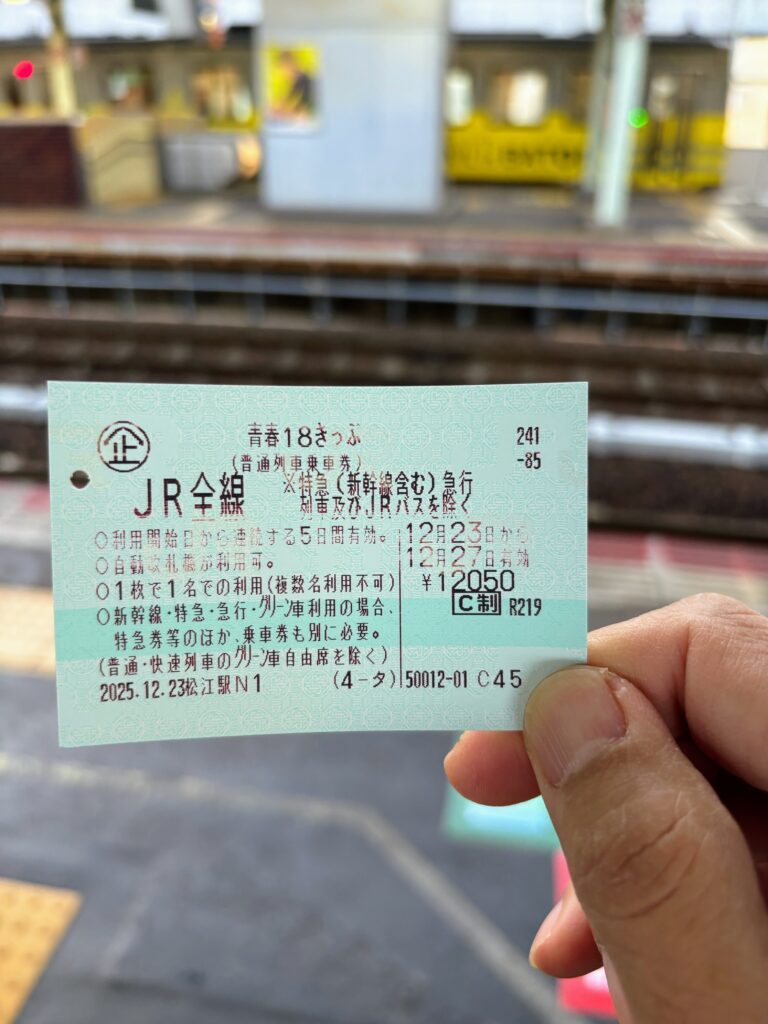 企 青春18きっぷ 241
(普通列車乗車券) -85
JR全線 ※特急(新幹線含む)急行
列車及びJRバスを除く
○利用開始日から連続する5日間有効。 12月23日から
○自動改札機が利用可。 12月27日有効
○1枚で1名での利用(複数名利用不可) ¥12050
○新幹線・特急・急行・グリーン車利用の場合、 C制 R219
特急券等のほか、乗車券も別に必要。
(普通・快速列車のグリーン車自由席を除く)
2025.12.23松江駅N1 (4-タ) 50012-01 C45